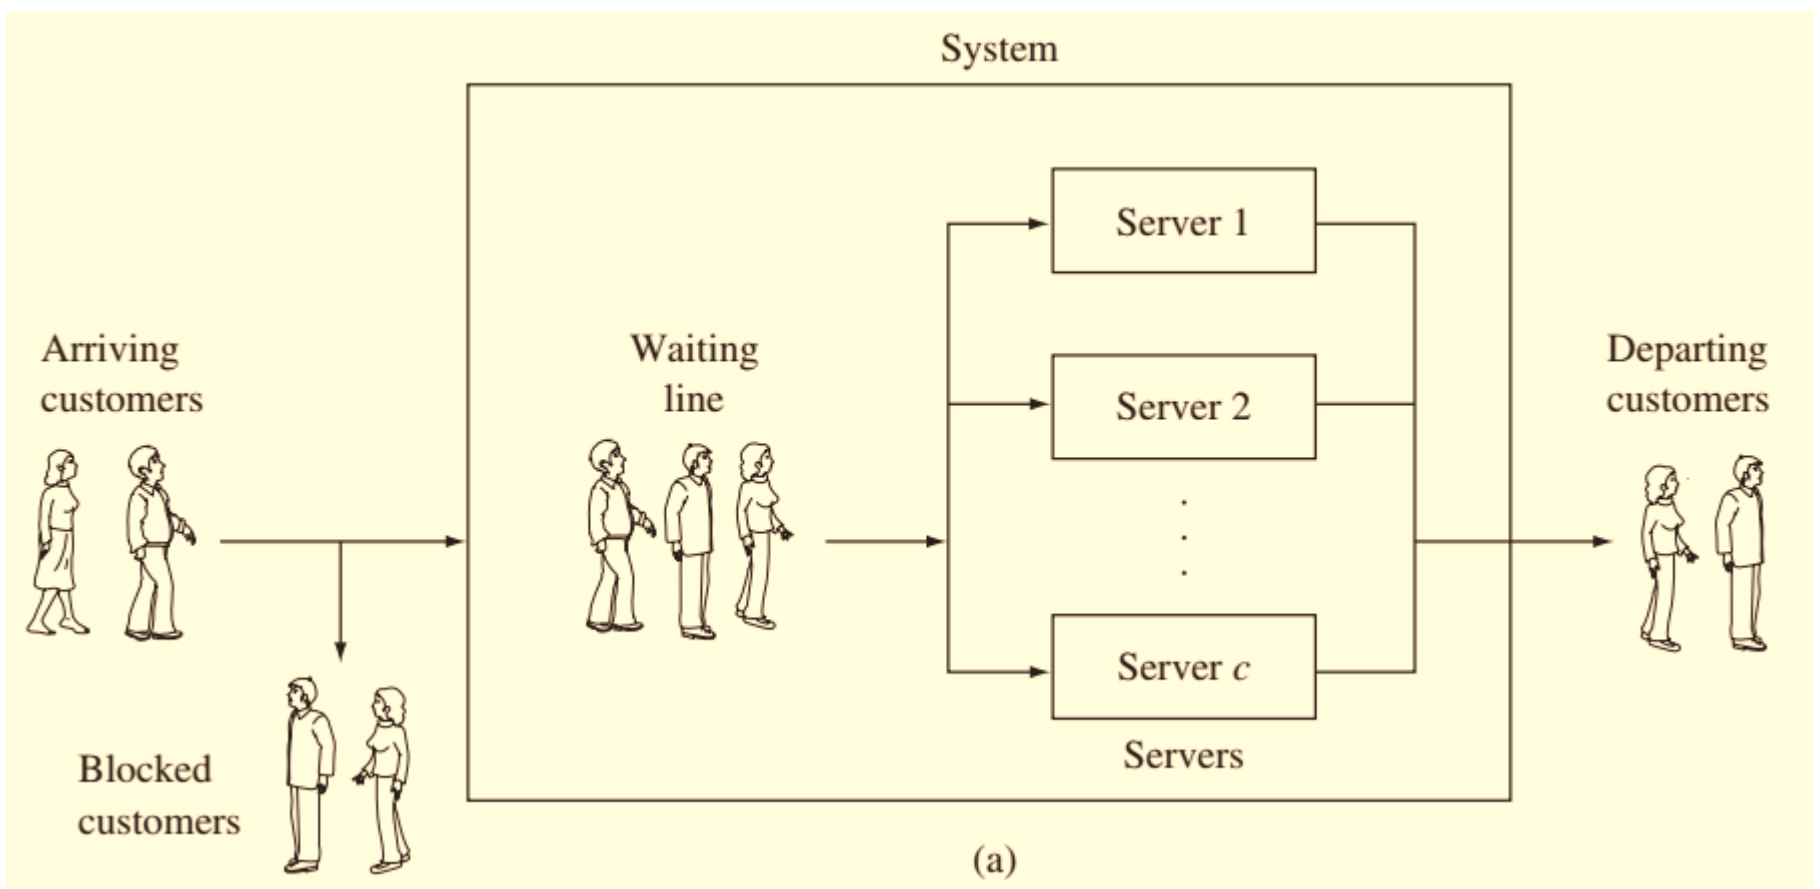 System
Server 1
Arriving
customers
Waiting
line
Server 2
Departing
customers
.
.
.
Server c
Servers
Blocked
customers
(a)